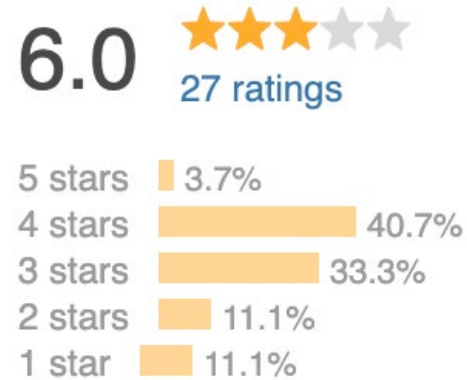 6.0
27 ratings
5 stars 3.7%
4 stars 40.7%
3 stars 33.3%
2 stars 11.1%
1 star 11.1%